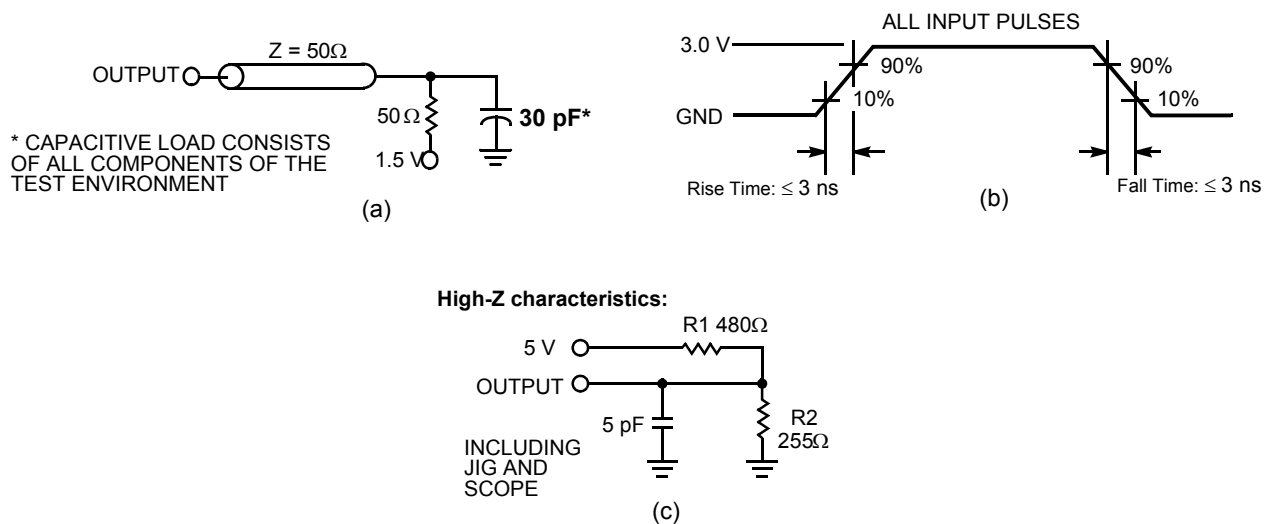 Z = 50Ω
OUTPUT
50Ω
30 pF*
1.5 V
* CAPACITIVE LOAD CONSISTS
OF ALL COMPONENTS OF THE
TEST ENVIRONMENT
(a)
ALL INPUT PULSES
3.0 V
90%
90%
10%
10%
GND
Rise Time: ≤ 3 ns
Fall Time: ≤ 3 ns
(b)
High-Z characteristics:
R1 480Ω
5 V
OUTPUT
5 pF
R2
255Ω
INCLUDING
JIG AND
SCOPE
(c)